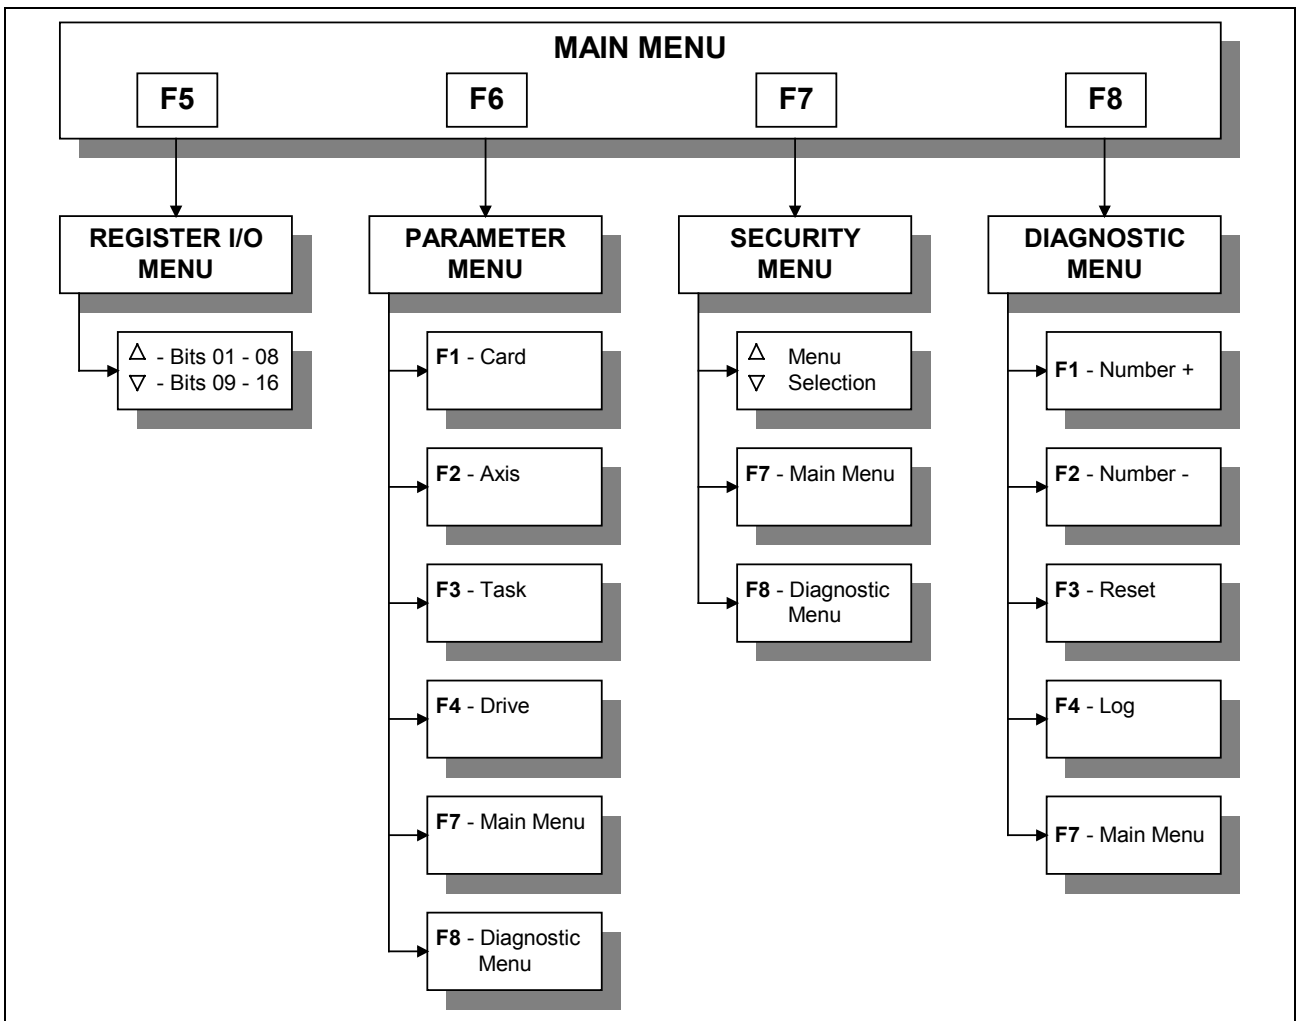 MAIN MENU
F5
F6
F7
F8
REGISTER I/O
MENU
△ - Bits 01 - 08
▽ - Bits 09 - 16
PARAMETER
MENU
F1 - Card
F2 - Axis
F3 - Task
F4 - Drive
F7 - Main Menu
F8 - Diagnostic
Menu
SECURITY
MENU
△ Menu
▽ Selection
F7 - Main Menu
F8 - Diagnostic
Menu
DIAGNOSTIC
MENU
F1 - Number +
F2 - Number -
F3 - Reset
F4 - Log
F7 - Main Menu